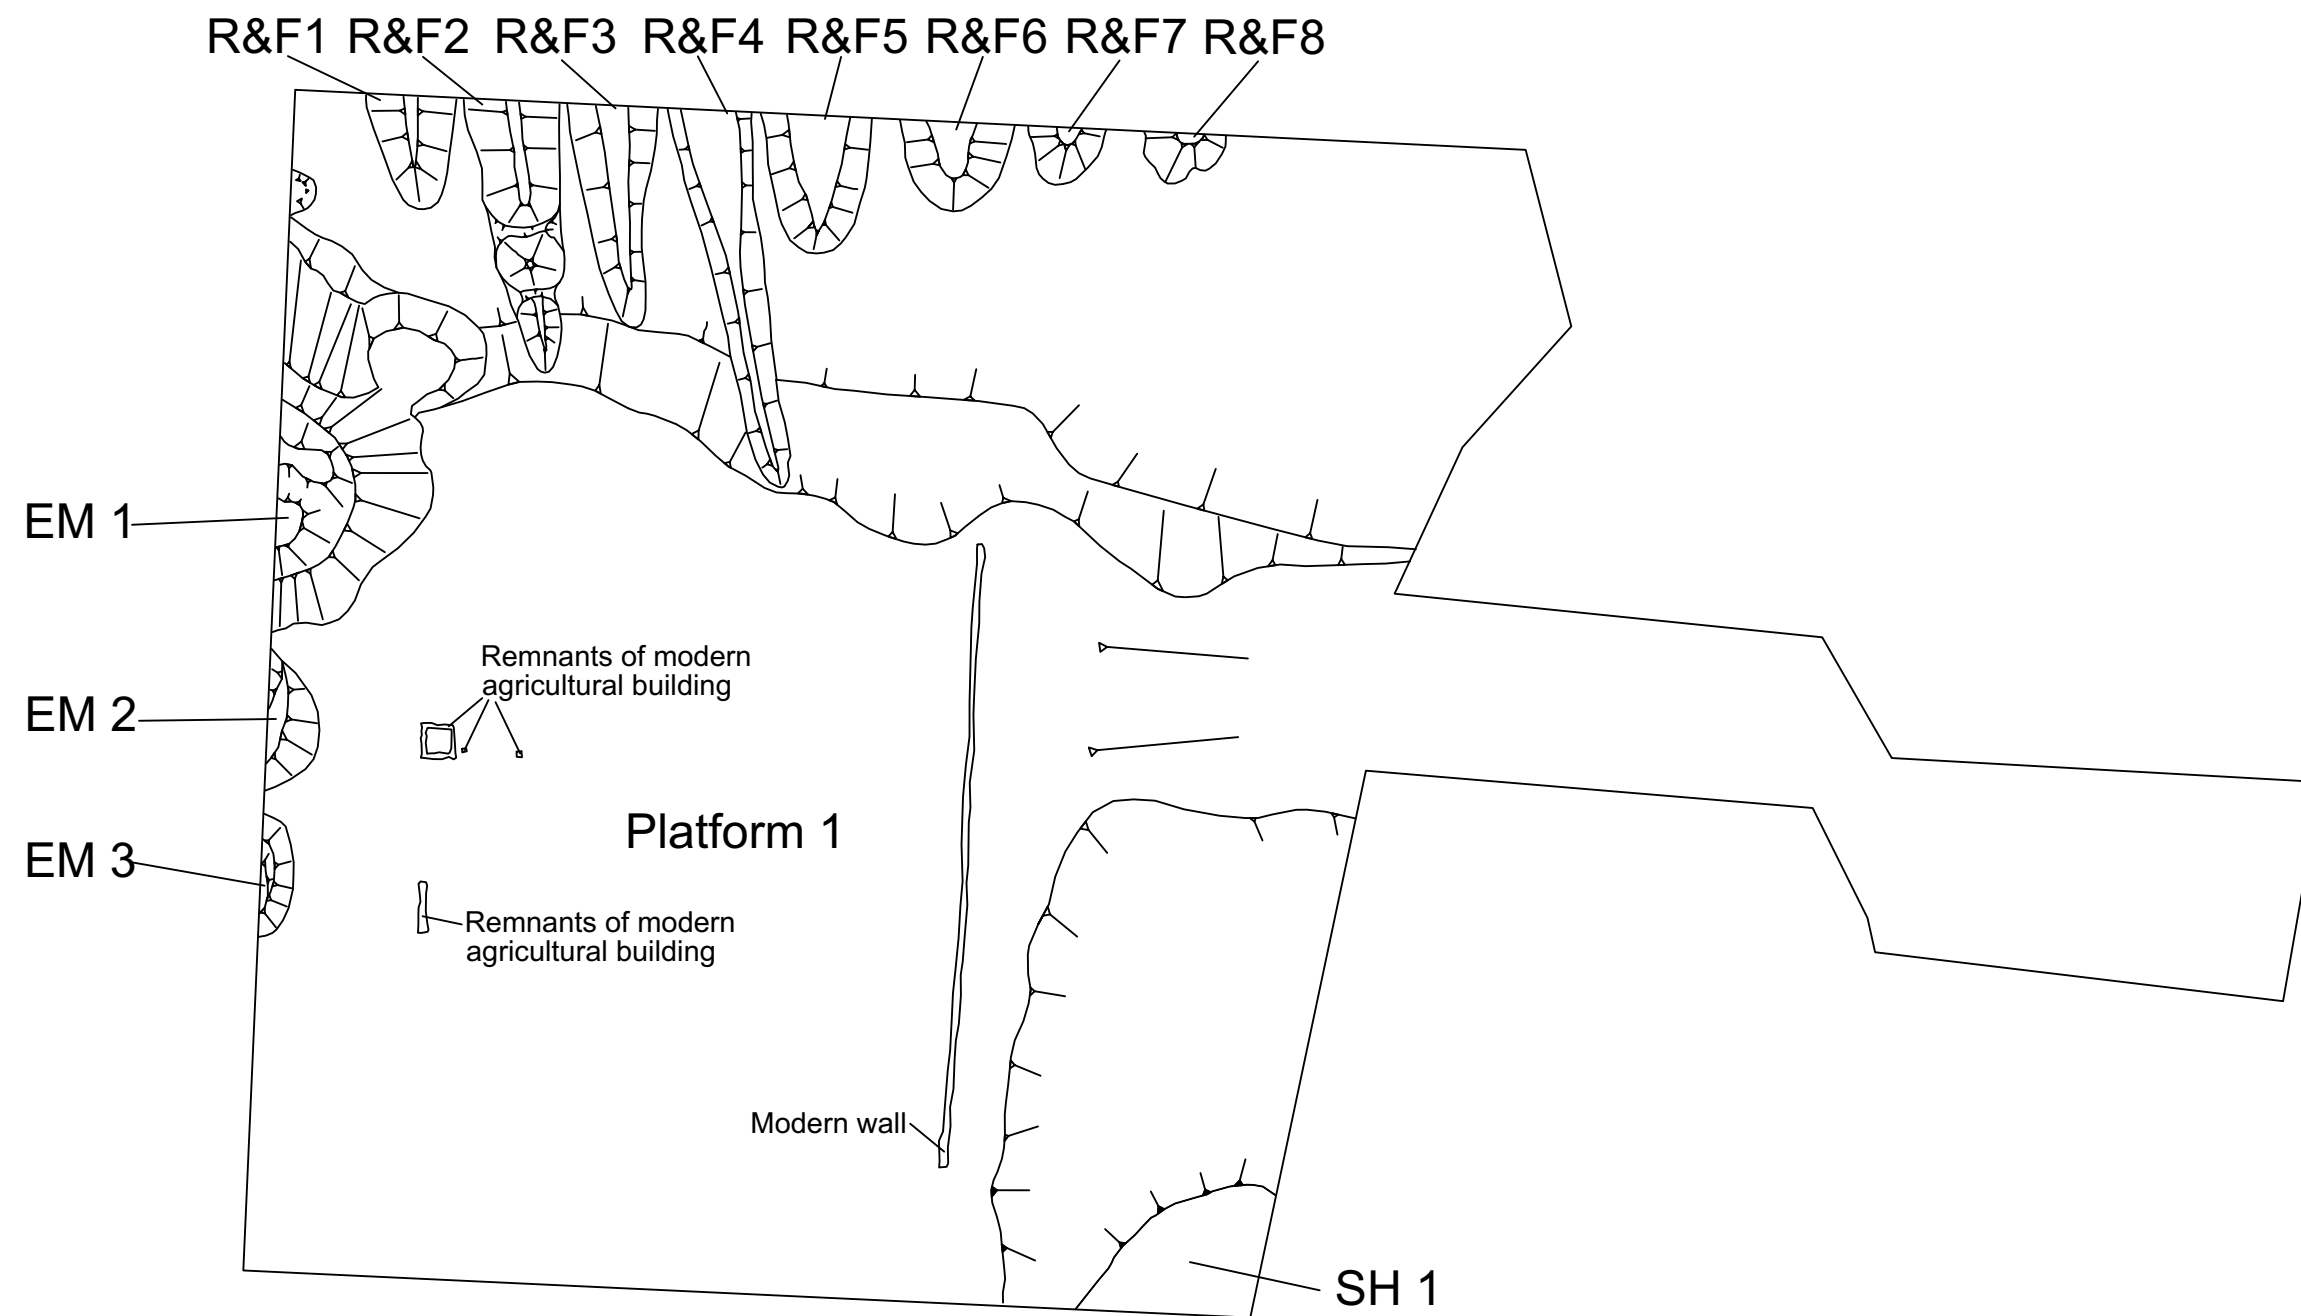 R&F1 R&F2 R&F3 R&F4 R&F5 R&F6 R&F7 R&F8
EM 1
Remnants of modern
agricultural building
EM 2
Platform 1
EM 3
Remnants of modern
agricultural building
Modern wall
SH 1